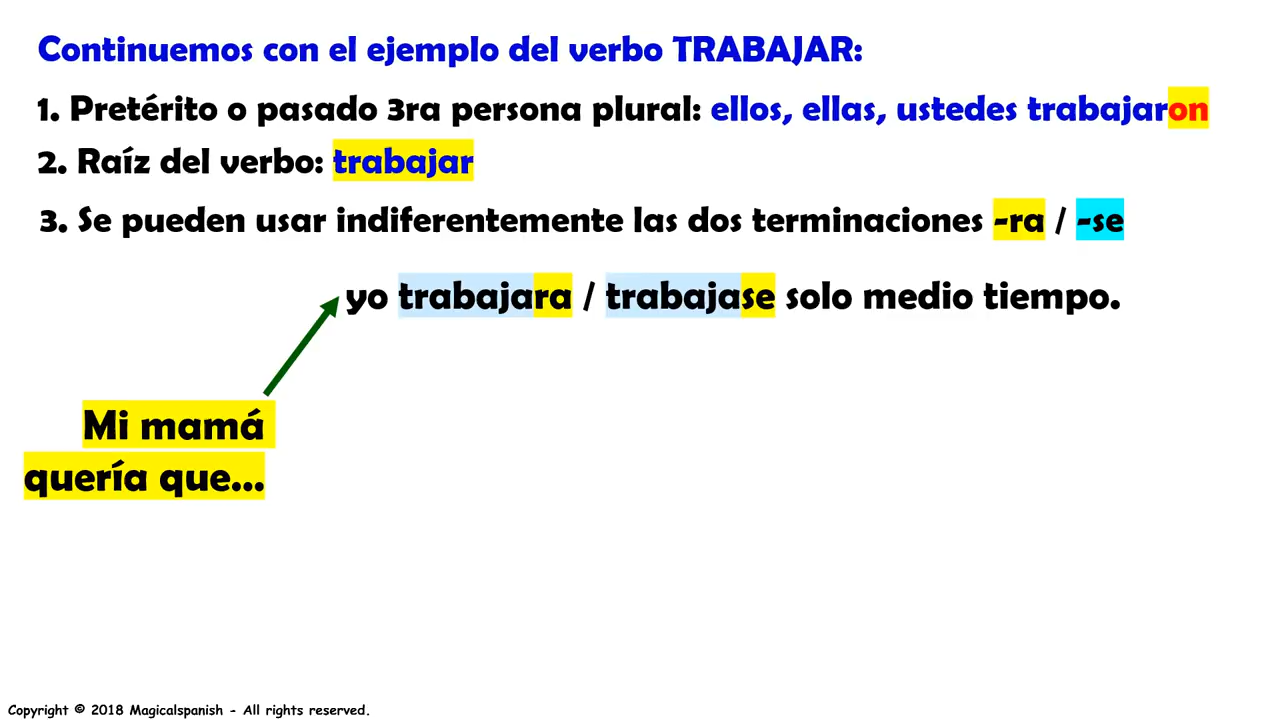 Continuemos con el ejemplo del verbo TRABAJAR:
1. Pretérito o pasado 3ra persona plural: ellos, ellas, ustedes trabajaron
2. Raíz del verbo: trabajar
3. Se pueden usar indiferentemente las dos terminaciones -ra / -se
yo trabajara / trabajase solo medio tiempo.
Mi mamá
quería que...
Copyright © 2018 Magicalspanish - All rights reserved.